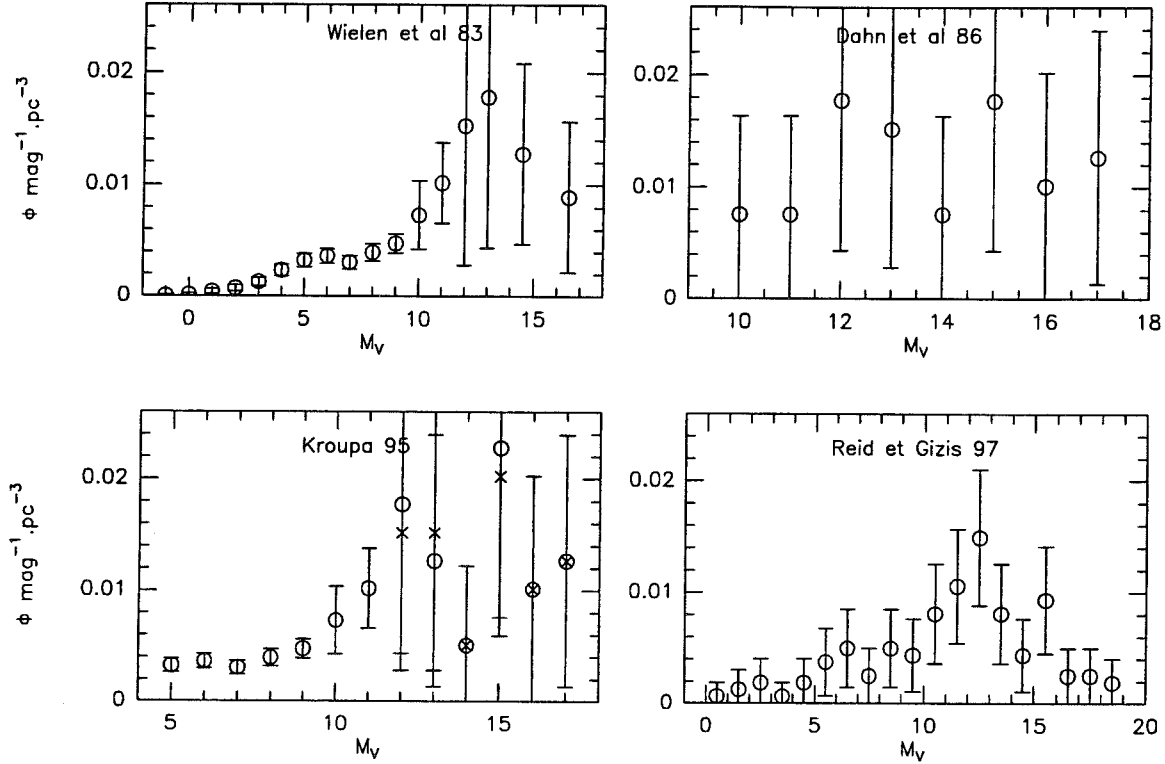 Wielen et al 83
0.02
0.01
0
ϕ mag⁻¹.pc⁻³
0 5 10 15
M_V
Dahn et al 86
0.02
0.01
0
10 12 14 16 18
M_V
Kroupa 95
0.02
0.01
0
ϕ mag⁻¹.pc⁻³
5 10 15
M_V
Reid et Gizis 97
0.02
0.01
0
0 5 10 15 20
M_V